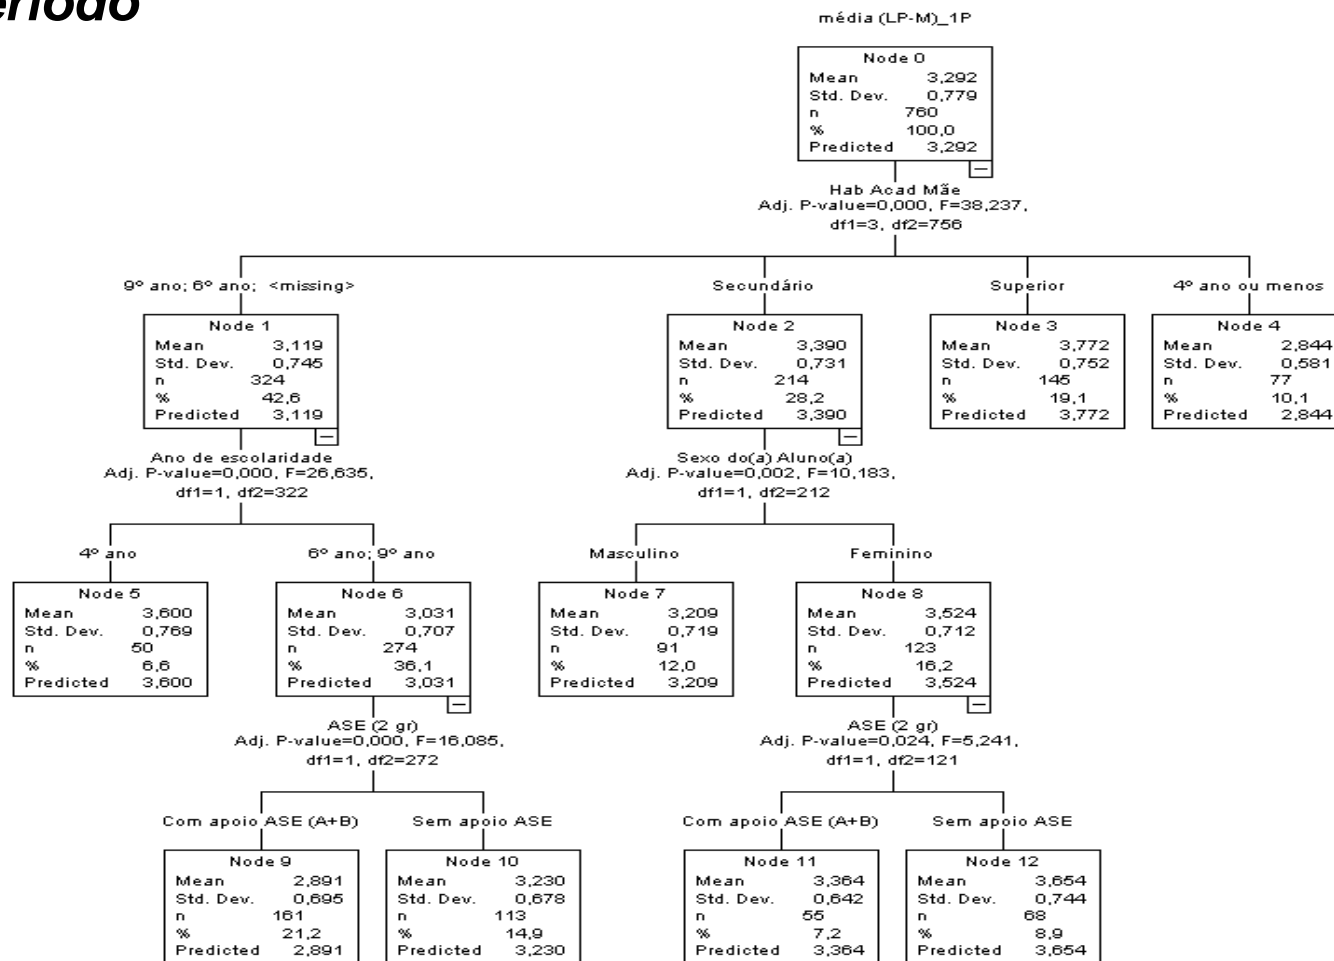 média (LP-M)_1P
Node 0
Mean 3,292
Std. Dev. 0,779
n 760
% 100,0
Predicted 3,292
Hab Acad Mãe
Adj. P-value=0,000, F=38,237,
df1=3, df2=756
9º ano; 6º ano; <missing>
Secundário
Superior
4º ano ou menos
Node 1
Mean 3,119
Std. Dev. 0,745
n 324
% 42,6
Predicted 3,119
Node 2
Mean 3,390
Std. Dev. 0,731
n 214
% 28,2
Predicted 3,390
Node 3
Mean 3,772
Std. Dev. 0,752
n 145
% 19,1
Predicted 3,772
Node 4
Mean 2,844
Std. Dev. 0,581
n 77
% 10,1
Predicted 2,844
Ano de escolaridade
Adj. P-value=0,000, F=26,635,
df1=1, df2=322
Sexo do(a) Aluno(a)
Adj. P-value=0,002, F=10,183,
df1=1, df2=212
4º ano
6º ano; 9º ano
Masculino
Feminino
Node 5
Mean 3,600
Std. Dev. 0,769
n 50
% 6,6
Predicted 3,600
Node 6
Mean 3,031
Std. Dev. 0,707
n 274
% 36,1
Predicted 3,031
Node 7
Mean 3,209
Std. Dev. 0,719
n 91
% 12,0
Predicted 3,209
Node 8
Mean 3,524
Std. Dev. 0,712
n 123
% 16,2
Predicted 3,524
ASE (2 gr)
Adj. P-value=0,000, F=16,085,
df1=1, df2=272
ASE (2 gr)
Adj. P-value=0,024, F=5,241,
df1=1, df2=121
Com apoio ASE (A+B)
Sem apoio ASE
Com apoio ASE (A+B)
Sem apoio ASE
Node 9
Mean 2,891
Std. Dev. 0,695
n 161
% 21,2
Predicted 2,891
Node 10
Mean 3,230
Std. Dev. 0,678
n 113
% 14,9
Predicted 3,230
Node 11
Mean 3,364
Std. Dev. 0,642
n 55
% 7,2
Predicted 3,364
Node 12
Mean 3,654
Std. Dev. 0,744
n 68
% 8,9
Predicted 3,654